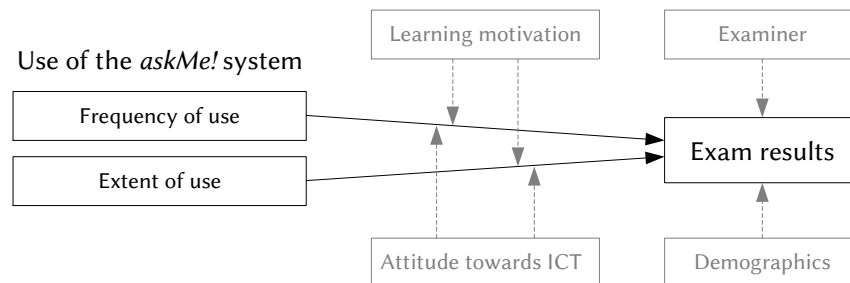 Learning motivation
Examiner
Use of the askMe! system
Frequency of use
Exam results
Extent of use
Attitude towards ICT
Demographics